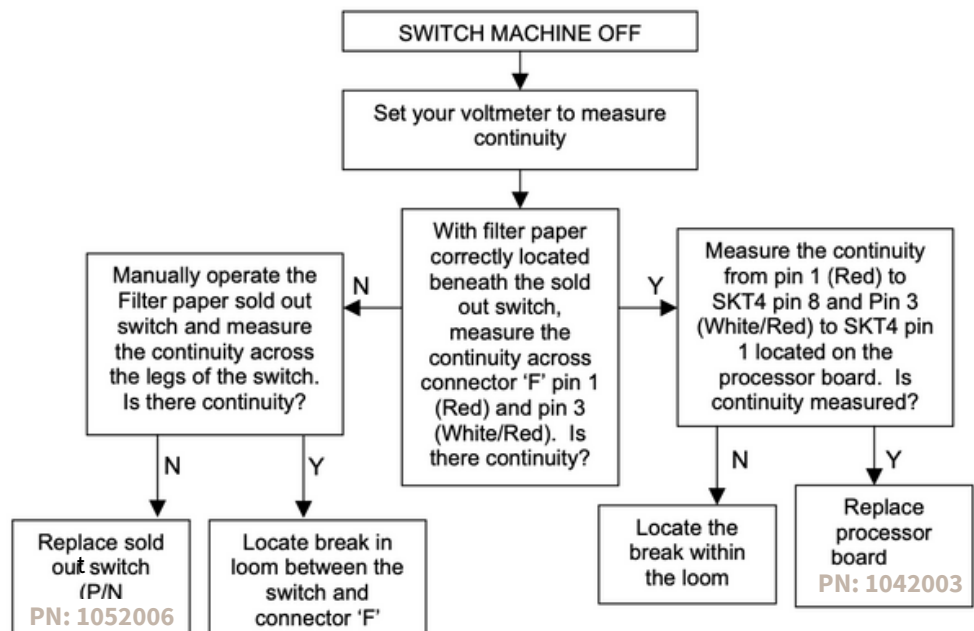 SWITCH MACHINE OFF
Set your voltmeter to measure
continuity
With filter paper
correctly located
beneath the sold
out switch,
measure the
continuity across
connector ‘F’ pin 1
(Red) and pin 3
(White/Red). Is
there continuity?
N
Y
Manually operate the
Filter paper sold out
switch and measure
the continuity across
the legs of the switch.
Is there continuity?
Measure the continuity
from pin 1 (Red) to
SKT4 pin 8 and Pin 3
(White/Red) to SKT4 pin
1 located on the
processor board. Is
continuity measured?
N
Y
N
Y
Replace sold
out switch
(P/N
PN: 1052006
Locate break in
loom between the
switch and
connector ‘F’
Locate the
break within
the loom
Replace
processor
board
PN: 1042003